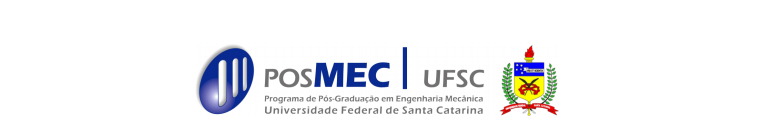 POSMEC | UFSC
Programa de Pós-Graduação em Engenharia Mecânica
Universidade Federal de Santa Catarina